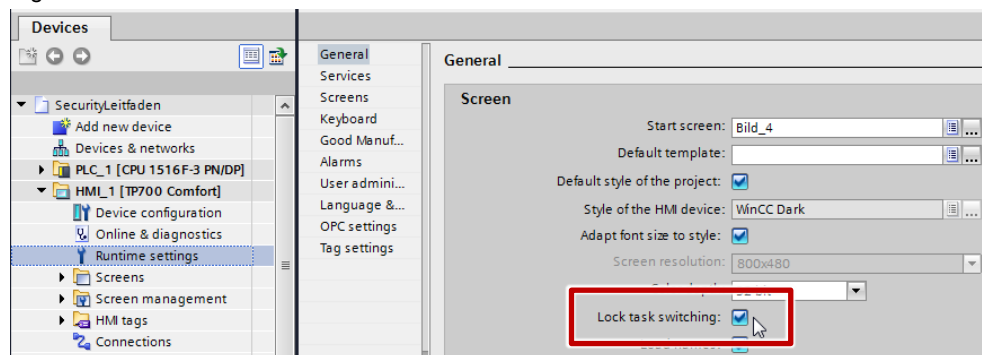 Devices
SecurityLeitfaden
Add new device
Devices & networks
PLC_1 [CPU 1516F-3 PN/DP]
HMI_1 [TP700 Comfort]
Device configuration
Online & diagnostics
Runtime settings
Screens
Screen management
HMI tags
Connections
General
Services
Screens
Keyboard
Good Manuf...
Alarms
User admini...
Language &...
OPC settings
Tag settings
General
Screen
Start screen: Bild_4
Default template:
Default style of the project:
Style of the HMI device: WinCC Dark
Adapt font size to style:
Screen resolution: 800x480
Lock task switching: